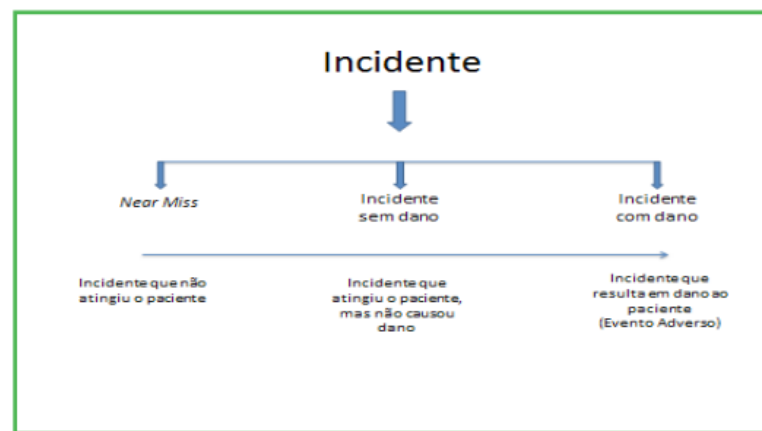 Incidente
Near Miss
Incidente
sem dano
Incidente
com dano
Incidente que não
atingiu o paciente
Incidente que
atingiu o paciente,
mas não causou
dano
Incidente que
resulta em dano ao
paciente
(Evento Adverso)